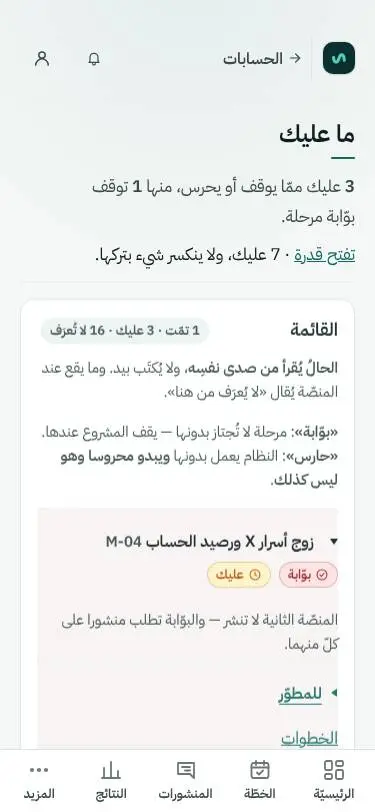 → الحسابات
ما عليك
3 عليك ممّا يوقف أو يحرس، منها 1 توقف
بوّابة مرحلة.
تفتح قدرة · 7 عليك، ولا ينكسر شيء بتركها.
القائمة
1 تمّت · 3 عليك · 16 لا تُعرَف
الحالُ يُقرأ من صدى نفسِه، ولا يُكتَب بيد. وما يقع عند
المنصّة يُقال «لا يُعرَف من هنا».
«بوّابة»: مرحلة لا تُجتاز بدونها — يقف المشروع عندها.
«حارس»: النظام يعمل بدونها ويبدو محروسا وهو
ليس كذلك.
زوج أسرار X ورصيد الحساب M-04
بوّابة
عليك
المنصّة الثانية لا تنشر — والبوّابة تطلب منشورا على
كلّ منهما.
للمطوّر
الخطوات
الرئيسيّة
الخطّة
المنشورات
النتائج
المزيد